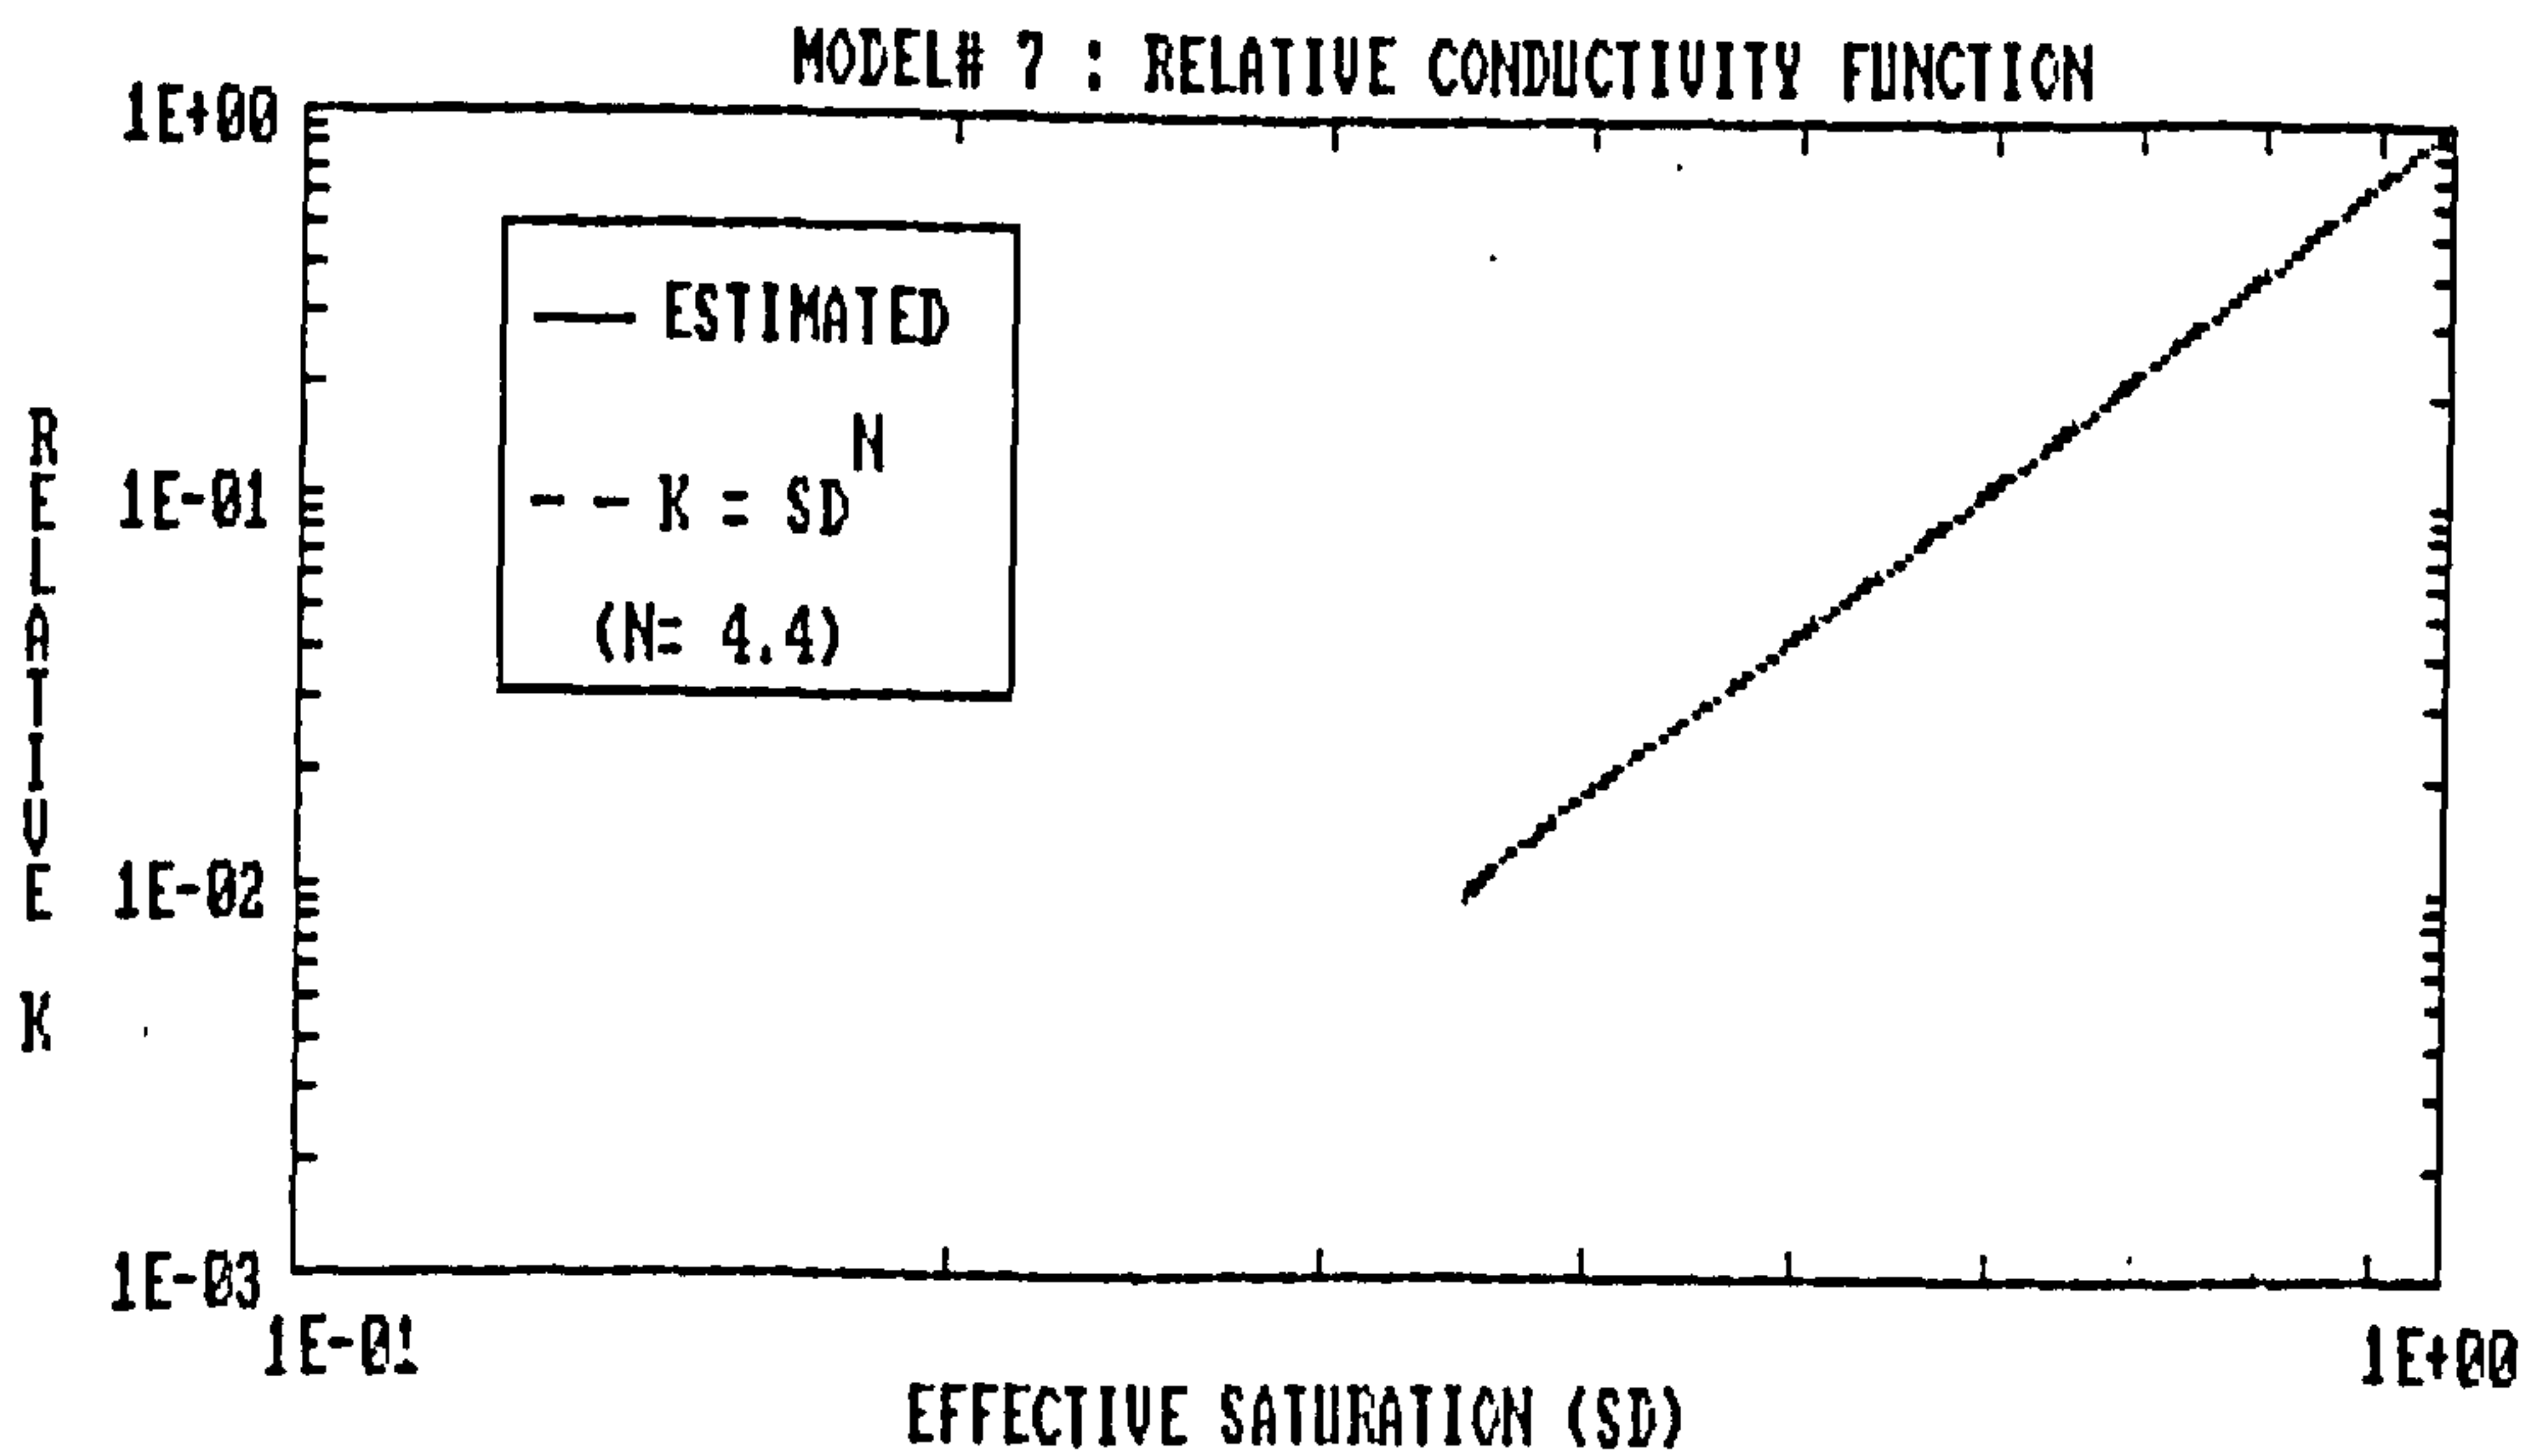 MODEL# 7 : RELATIVE CONDUCTIVITY FUNCTION
1E+00
1E-01
1E-02
1E-03
RELATIVE K
ESTIMATED
N
K = SD
(N= 4.4)
1E-01
1E+00
EFFECTIVE SATURATION (SD)